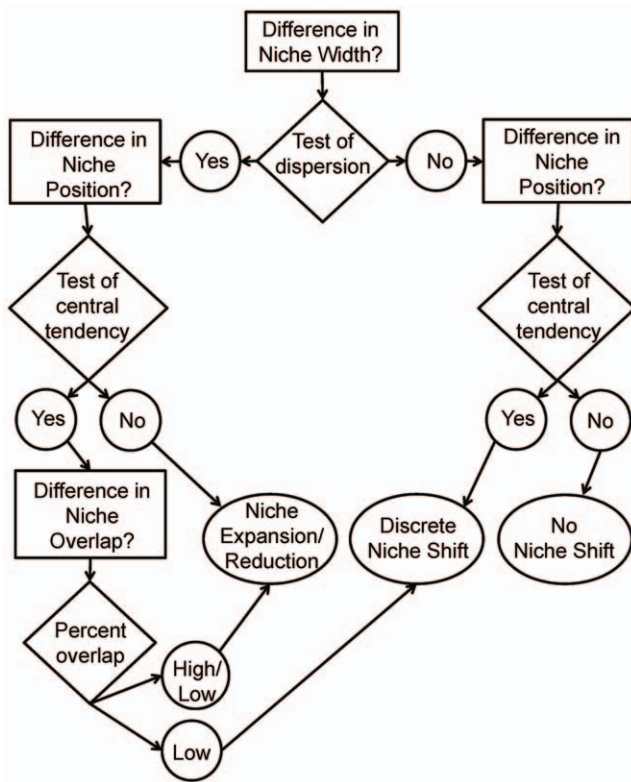 Difference in
Niche Width?
Difference in
Niche
Position?
Yes
Test of
dispersion
No
Difference in
Niche
Position?
Test of
central
tendency
Test of
central
tendency
Yes
No
Yes
No
Difference in
Niche
Overlap?
Niche
Expansion/
Reduction
Discrete
Niche Shift
No
Niche Shift
Percent
overlap
High/
Low
Low